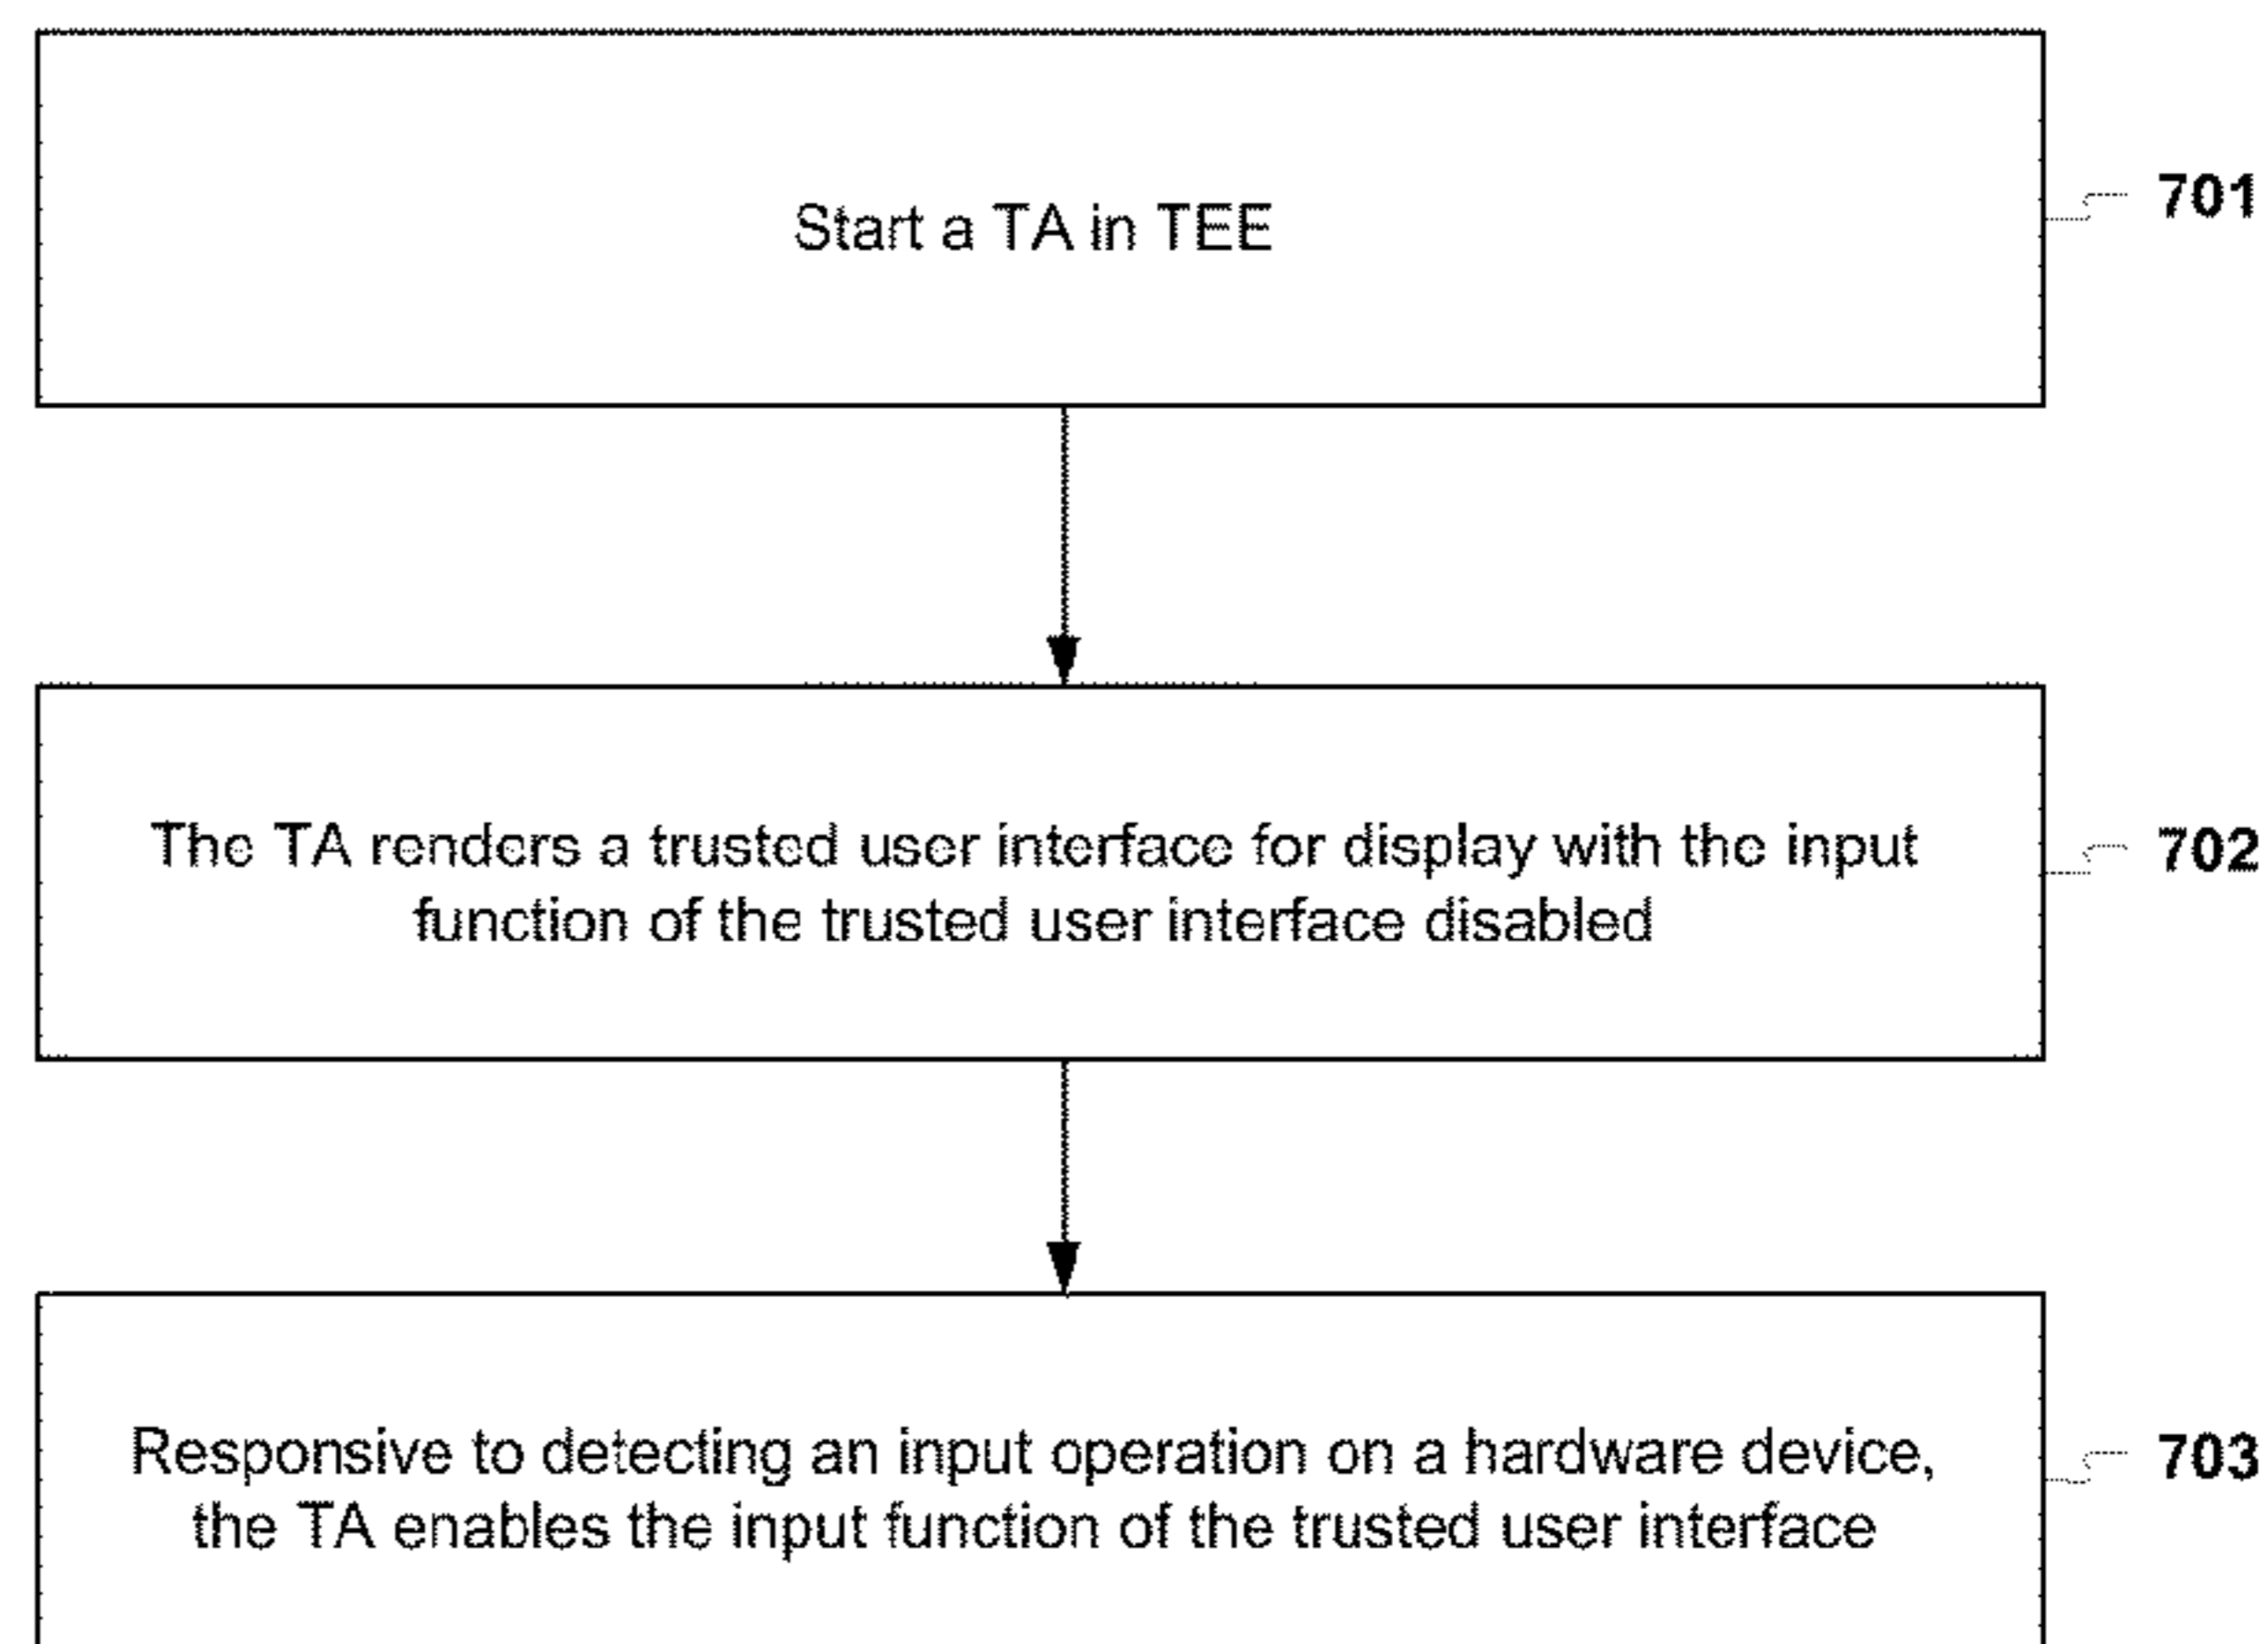 Start a TA in TEE
701
The TA renders a trusted user interface for display with the input
function of the trusted user interface disabled
702
Responsive to detecting an input operation on a hardware device,
the TA enables the input function of the trusted user interface
703